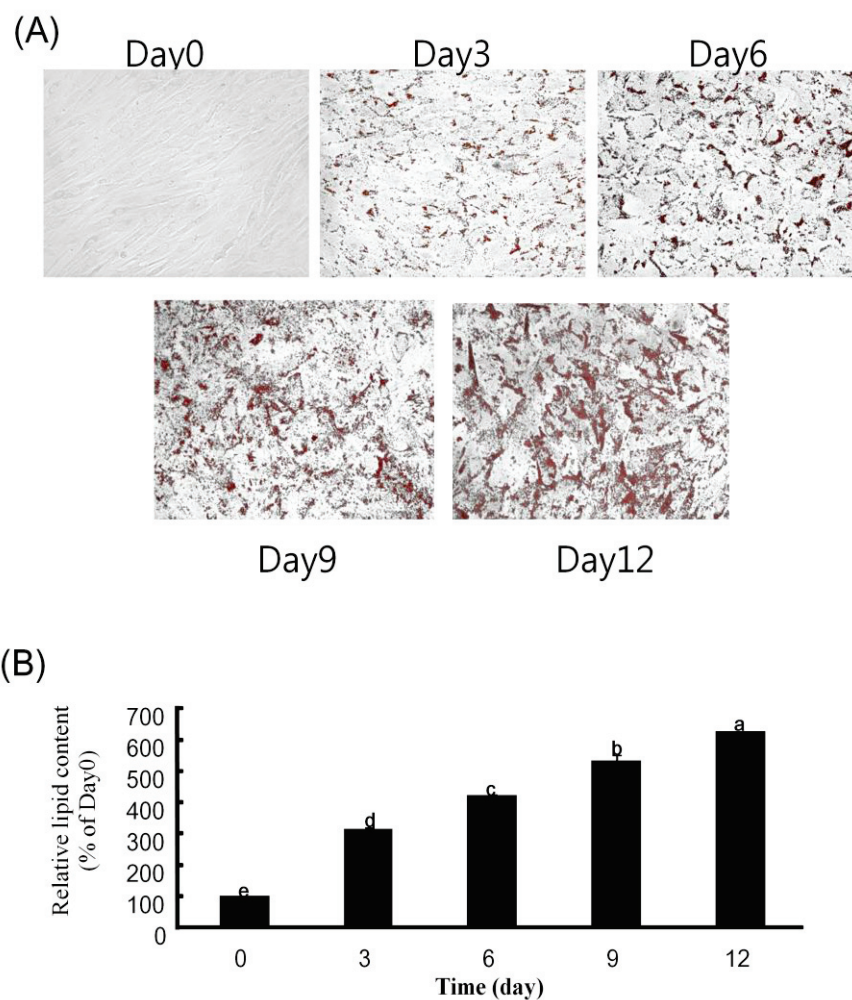 (A)
Day0
Day3
Day6
Day9
Day12
(B)
Relative lipid content
(% of Day0)
700
600
500
400
300
200
100
0
e
d
c
b
a
0
3
6
9
12
Time (day)